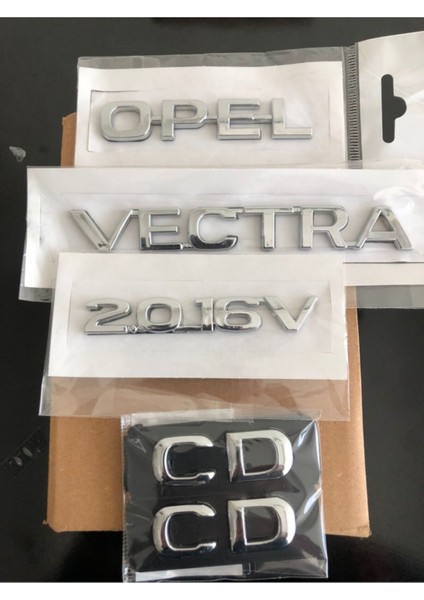 OPEL
VECTRA
2.0.16V
CD
CD